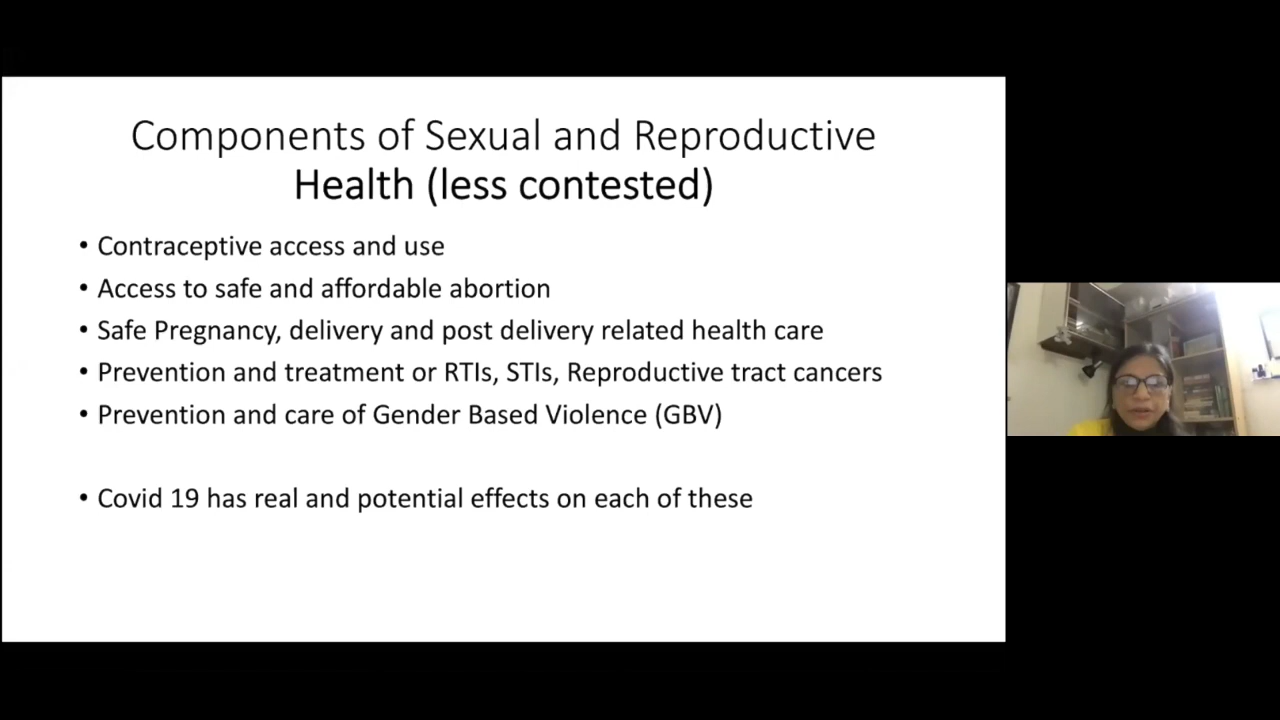 Components of Sexual and Reproductive
Health (less contested)
• Contraceptive access and use
• Access to safe and affordable abortion
• Safe Pregnancy, delivery and post delivery related health care
• Prevention and treatment or RTIs, STIs, Reproductive tract cancers
• Prevention and care of Gender Based Violence (GBV)
• Covid 19 has real and potential effects on each of these